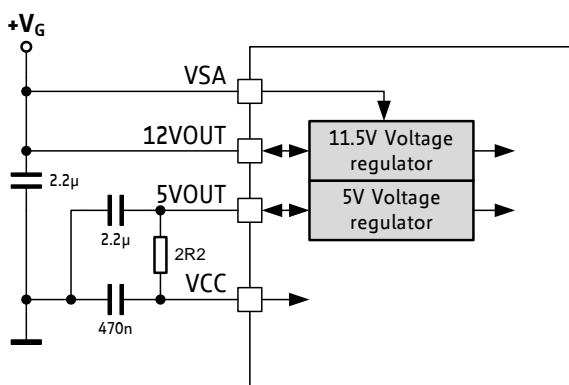 +VG
VSA
12VOUT
11.5V Voltage
regulator
2.2µ
5VOUT
5V Voltage
regulator
2.2µ
2R2
VCC
470n